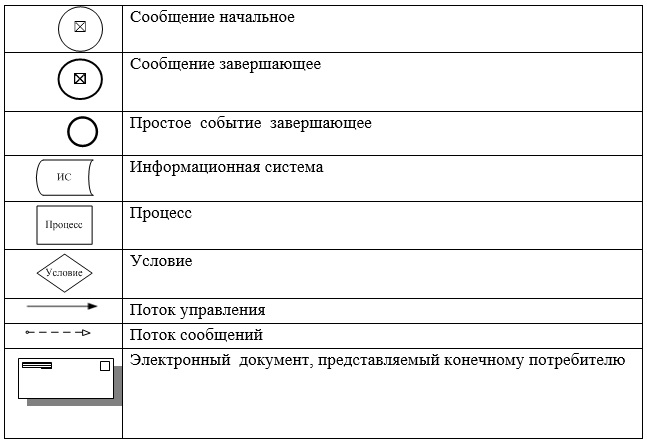 Сообщение начальное
Сообщение завершающее
Простое событие завершающее
ИС
Информационная система
Процесс
Процесс
Условие
Условие
Поток управления
Поток сообщений
Электронный документ, представляемый конечному потребителю